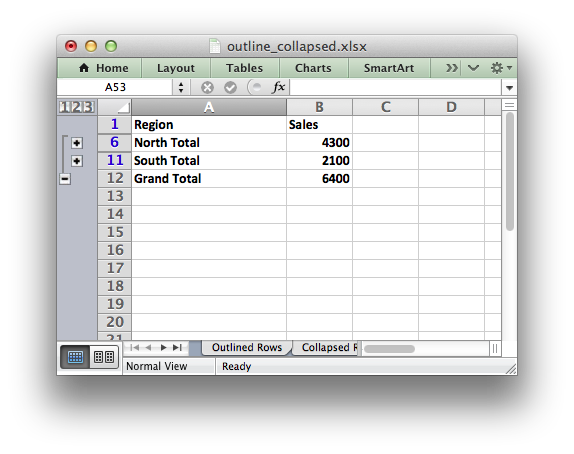 outline_collapsed.xlsx
Home Layout Tables Charts SmartArt
A53 fx
1 2 3 A B C D
1 Region Sales
6 North Total 4300
11 South Total 2100
12 Grand Total 6400
13
14
15
16
17
18
19
20
21
Outlined Rows Collapsed R
Normal View Ready